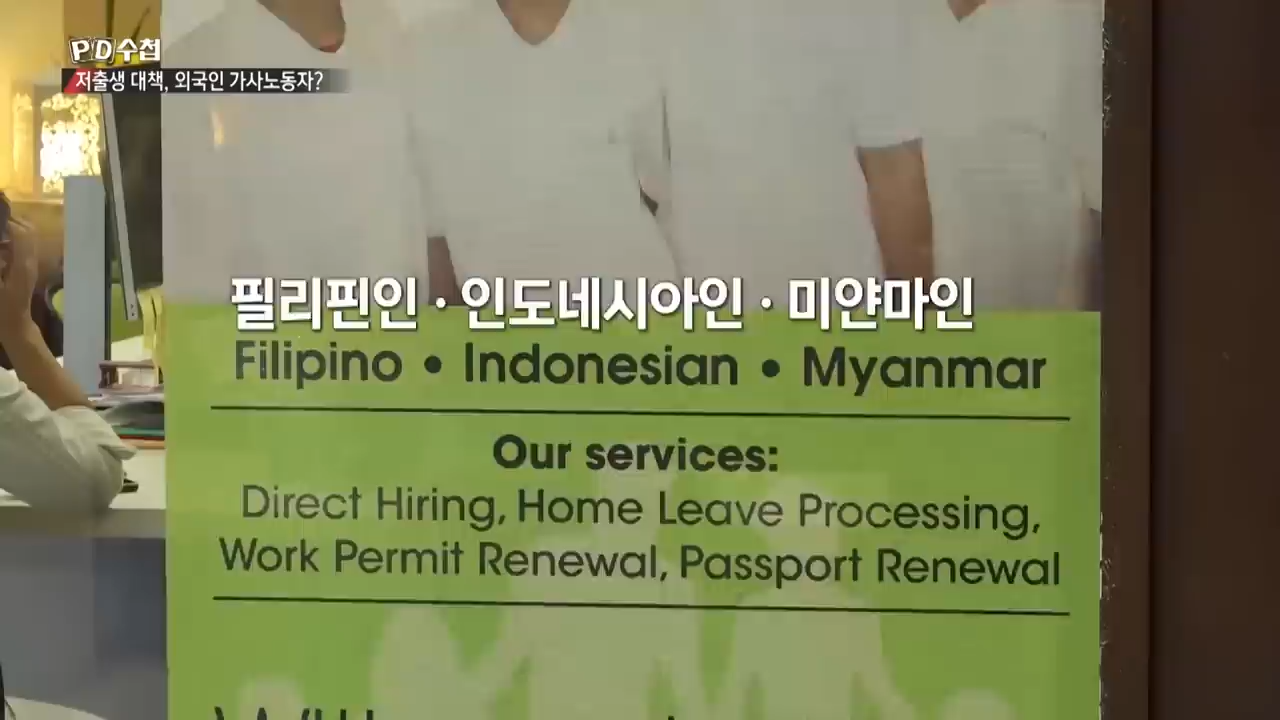 PD수첩
저출생 대책, 외국인 가사노동자?
필리핀인 · 인도네시아인 · 미얀마인
Filipino • Indonesian • Myanmar
Our services:
Direct Hiring, Home Leave Processing,
Work Permit Renewal, Passport Renewal